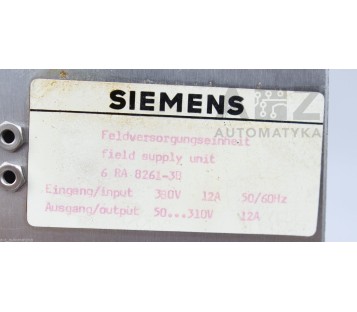 SIEMENS
AUTOMATYKA
Feldversorgungseinheit
field supply unit
6 RA 8261-3B
Eingang/input 380V 12A 50/60Hz
Ausgang/output 50...310V 12A